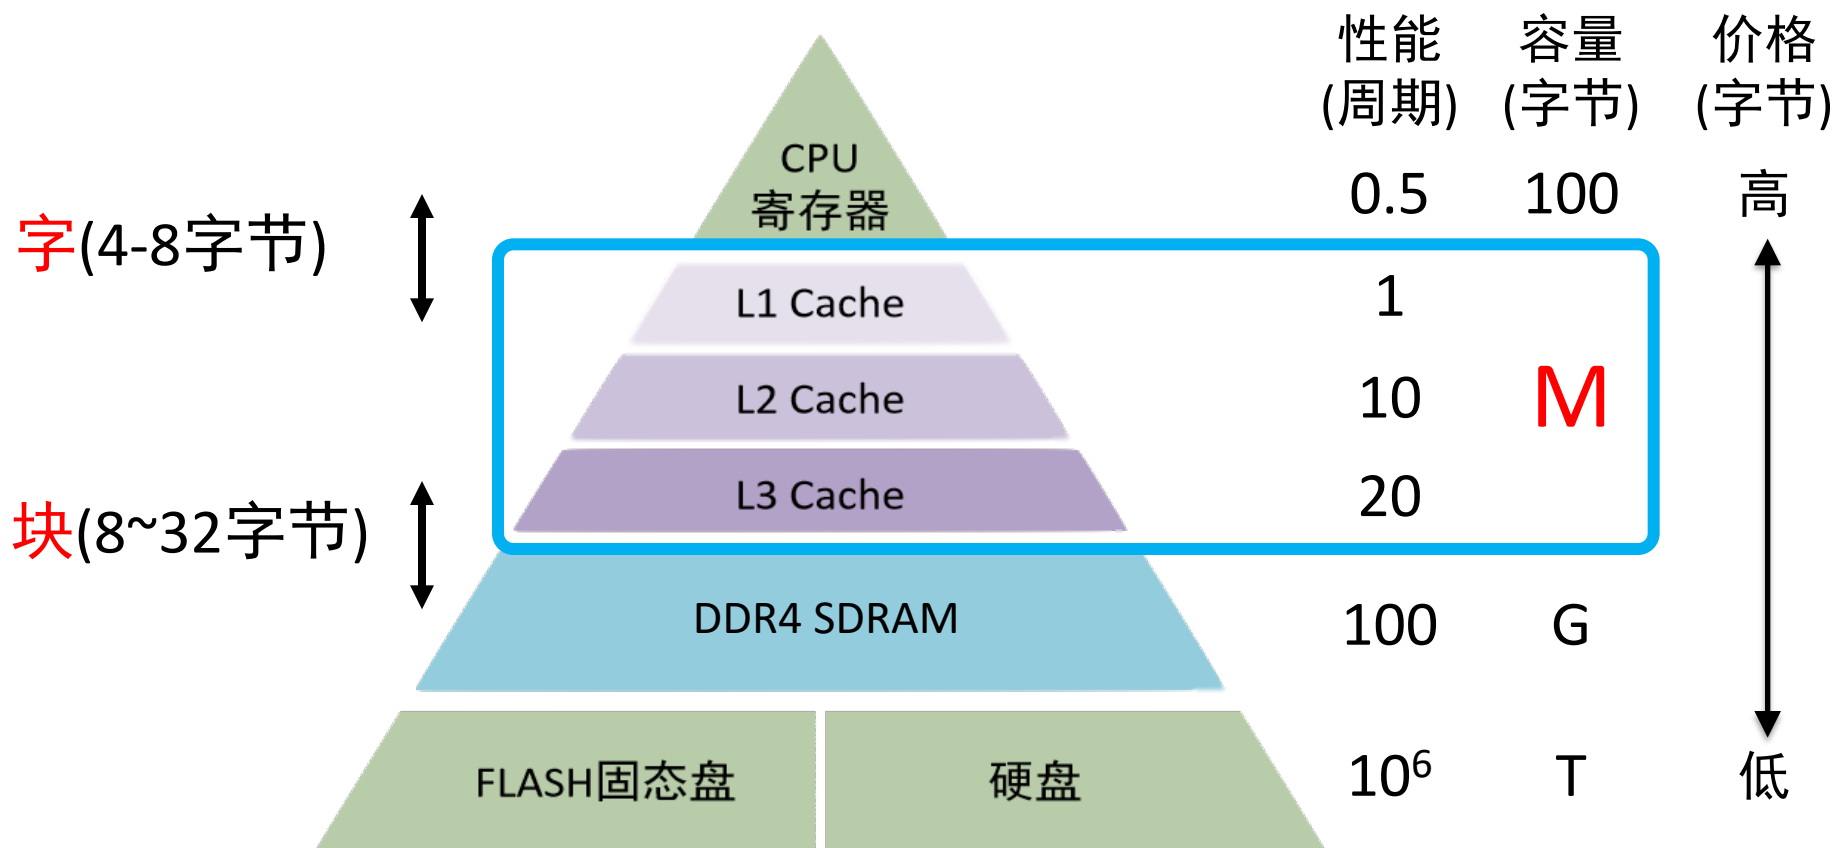 性能 容量 价格
(周期) (字节) (字节)
CPU
寄存器
0.5 100 高
字(4-8字节)
L1 Cache 1
L2 Cache 10 M
L3 Cache 20
块(8~32字节)
DDR4 SDRAM 100 G
FLASH固态盘 硬盘 10⁶ T 低